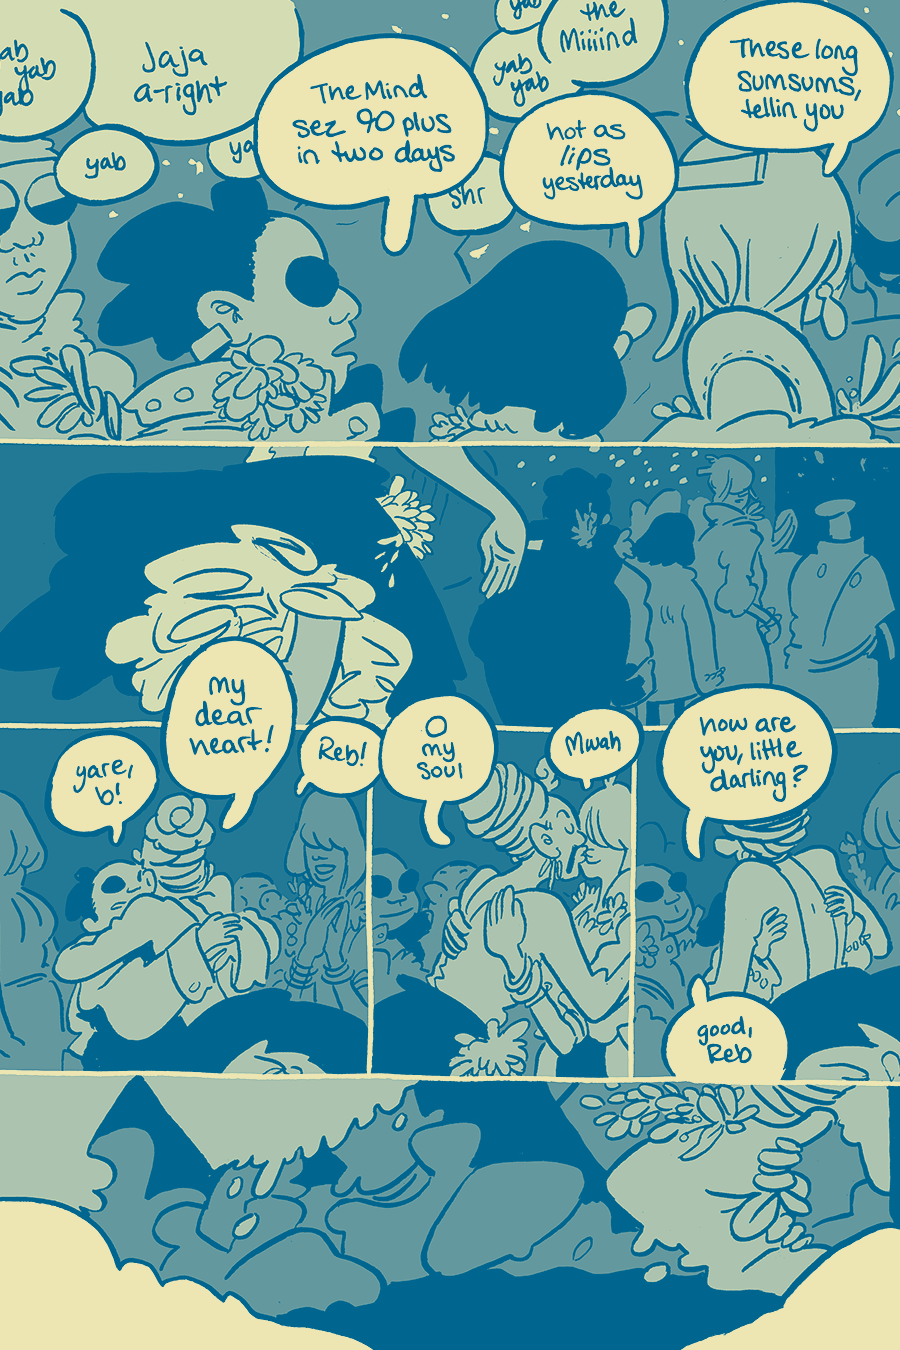 ab
yab
yab
Jaja
a-right
yab
ya
The Mind
sez 90 plus
in two days
yab
yab
yab
the
Miiiind
shr
hot as
lips
yesterday
These long
sumsums,
tellin you
yare,
b!
my
dear
heart!
Reb!
O
my
soul
Mwah
how are
you, little
darling?
good,
Reb